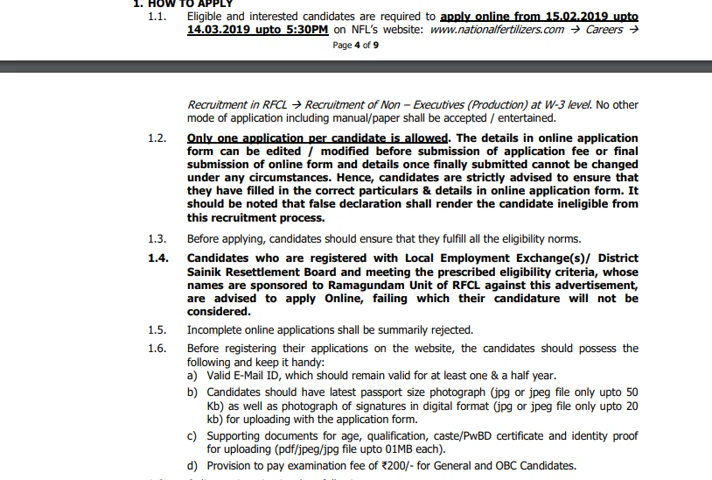 1. HOW TO APPLY
1.1. Eligible and interested candidates are required to apply online from 15.02.2019 upto
14.03.2019 upto 5:30PM on NFL's website: www.nationalfertilizers.com → Careers →
Page 4 of 9
Recruitment in RFCL → Recruitment of Non – Executives (Production) at W-3 level. No other
mode of application including manual/paper shall be accepted / entertained.
1.2. Only one application per candidate is allowed. The details in online application
form can be edited / modified before submission of application fee or final
submission of online form and details once finally submitted cannot be changed
under any circumstances. Hence, candidates are strictly advised to ensure that
they have filled in the correct particulars & details in online application form. It
should be noted that false declaration shall render the candidate ineligible from
this recruitment process.
1.3. Before applying, candidates should ensure that they fulfill all the eligibility norms.
1.4. Candidates who are registered with Local Employment Exchange(s)/ District
Sainik Resettlement Board and meeting the prescribed eligibility criteria, whose
names are sponsored to Ramagundam Unit of RFCL against this advertisement,
are advised to apply Online, failing which their candidature will not be
considered.
1.5. Incomplete online applications shall be summarily rejected.
1.6. Before registering their applications on the website, the candidates should possess the
following and keep it handy:
a) Valid E-Mail ID, which should remain valid for at least one & a half year.
b) Candidates should have latest passport size photograph (jpg or jpeg file only upto 50
Kb) as well as photograph of signatures in digital format (jpg or jpeg file only upto 20
kb) for uploading with the application form.
c) Supporting documents for age, qualification, caste/PwBD certificate and identity proof
for uploading (pdf/jpeg/jpg file upto 01MB each).
d) Provision to pay examination fee of ₹200/- for General and OBC Candidates.